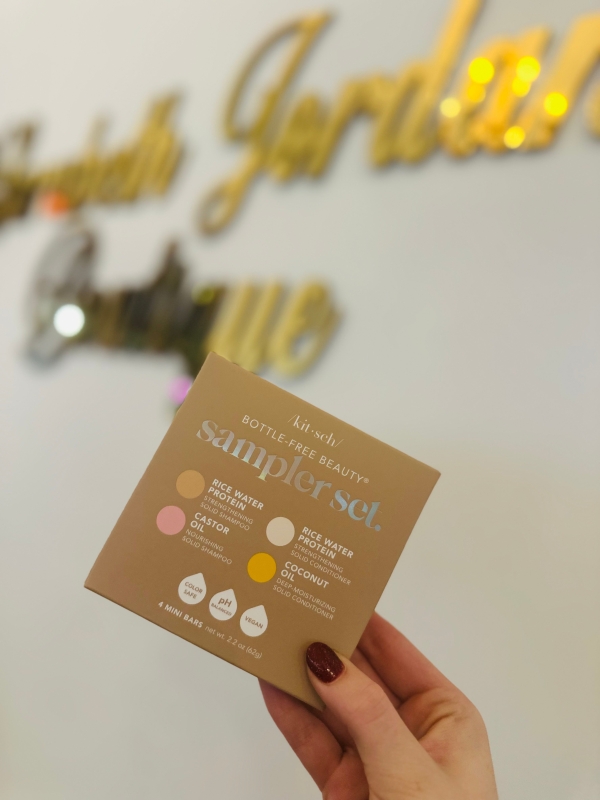 Jordan
/kit·sch/
BOTTLE-FREE BEAUTY®
sampler set.
RICE WATER
PROTEIN
STRENGTHENING
SOLID SHAMPOO
CASTOR
OIL
NOURISHING
SOLID SHAMPOO
RICE WATER
PROTEIN
STRENGTHENING
SOLID CONDITIONER
COCONUT
OIL
DEEP-MOISTURIZING
SOLID CONDITIONER
COLOR
SAFE
pH
BALANCED
VEGAN
4 MINI BARS net wt. 2.2 oz (62g)